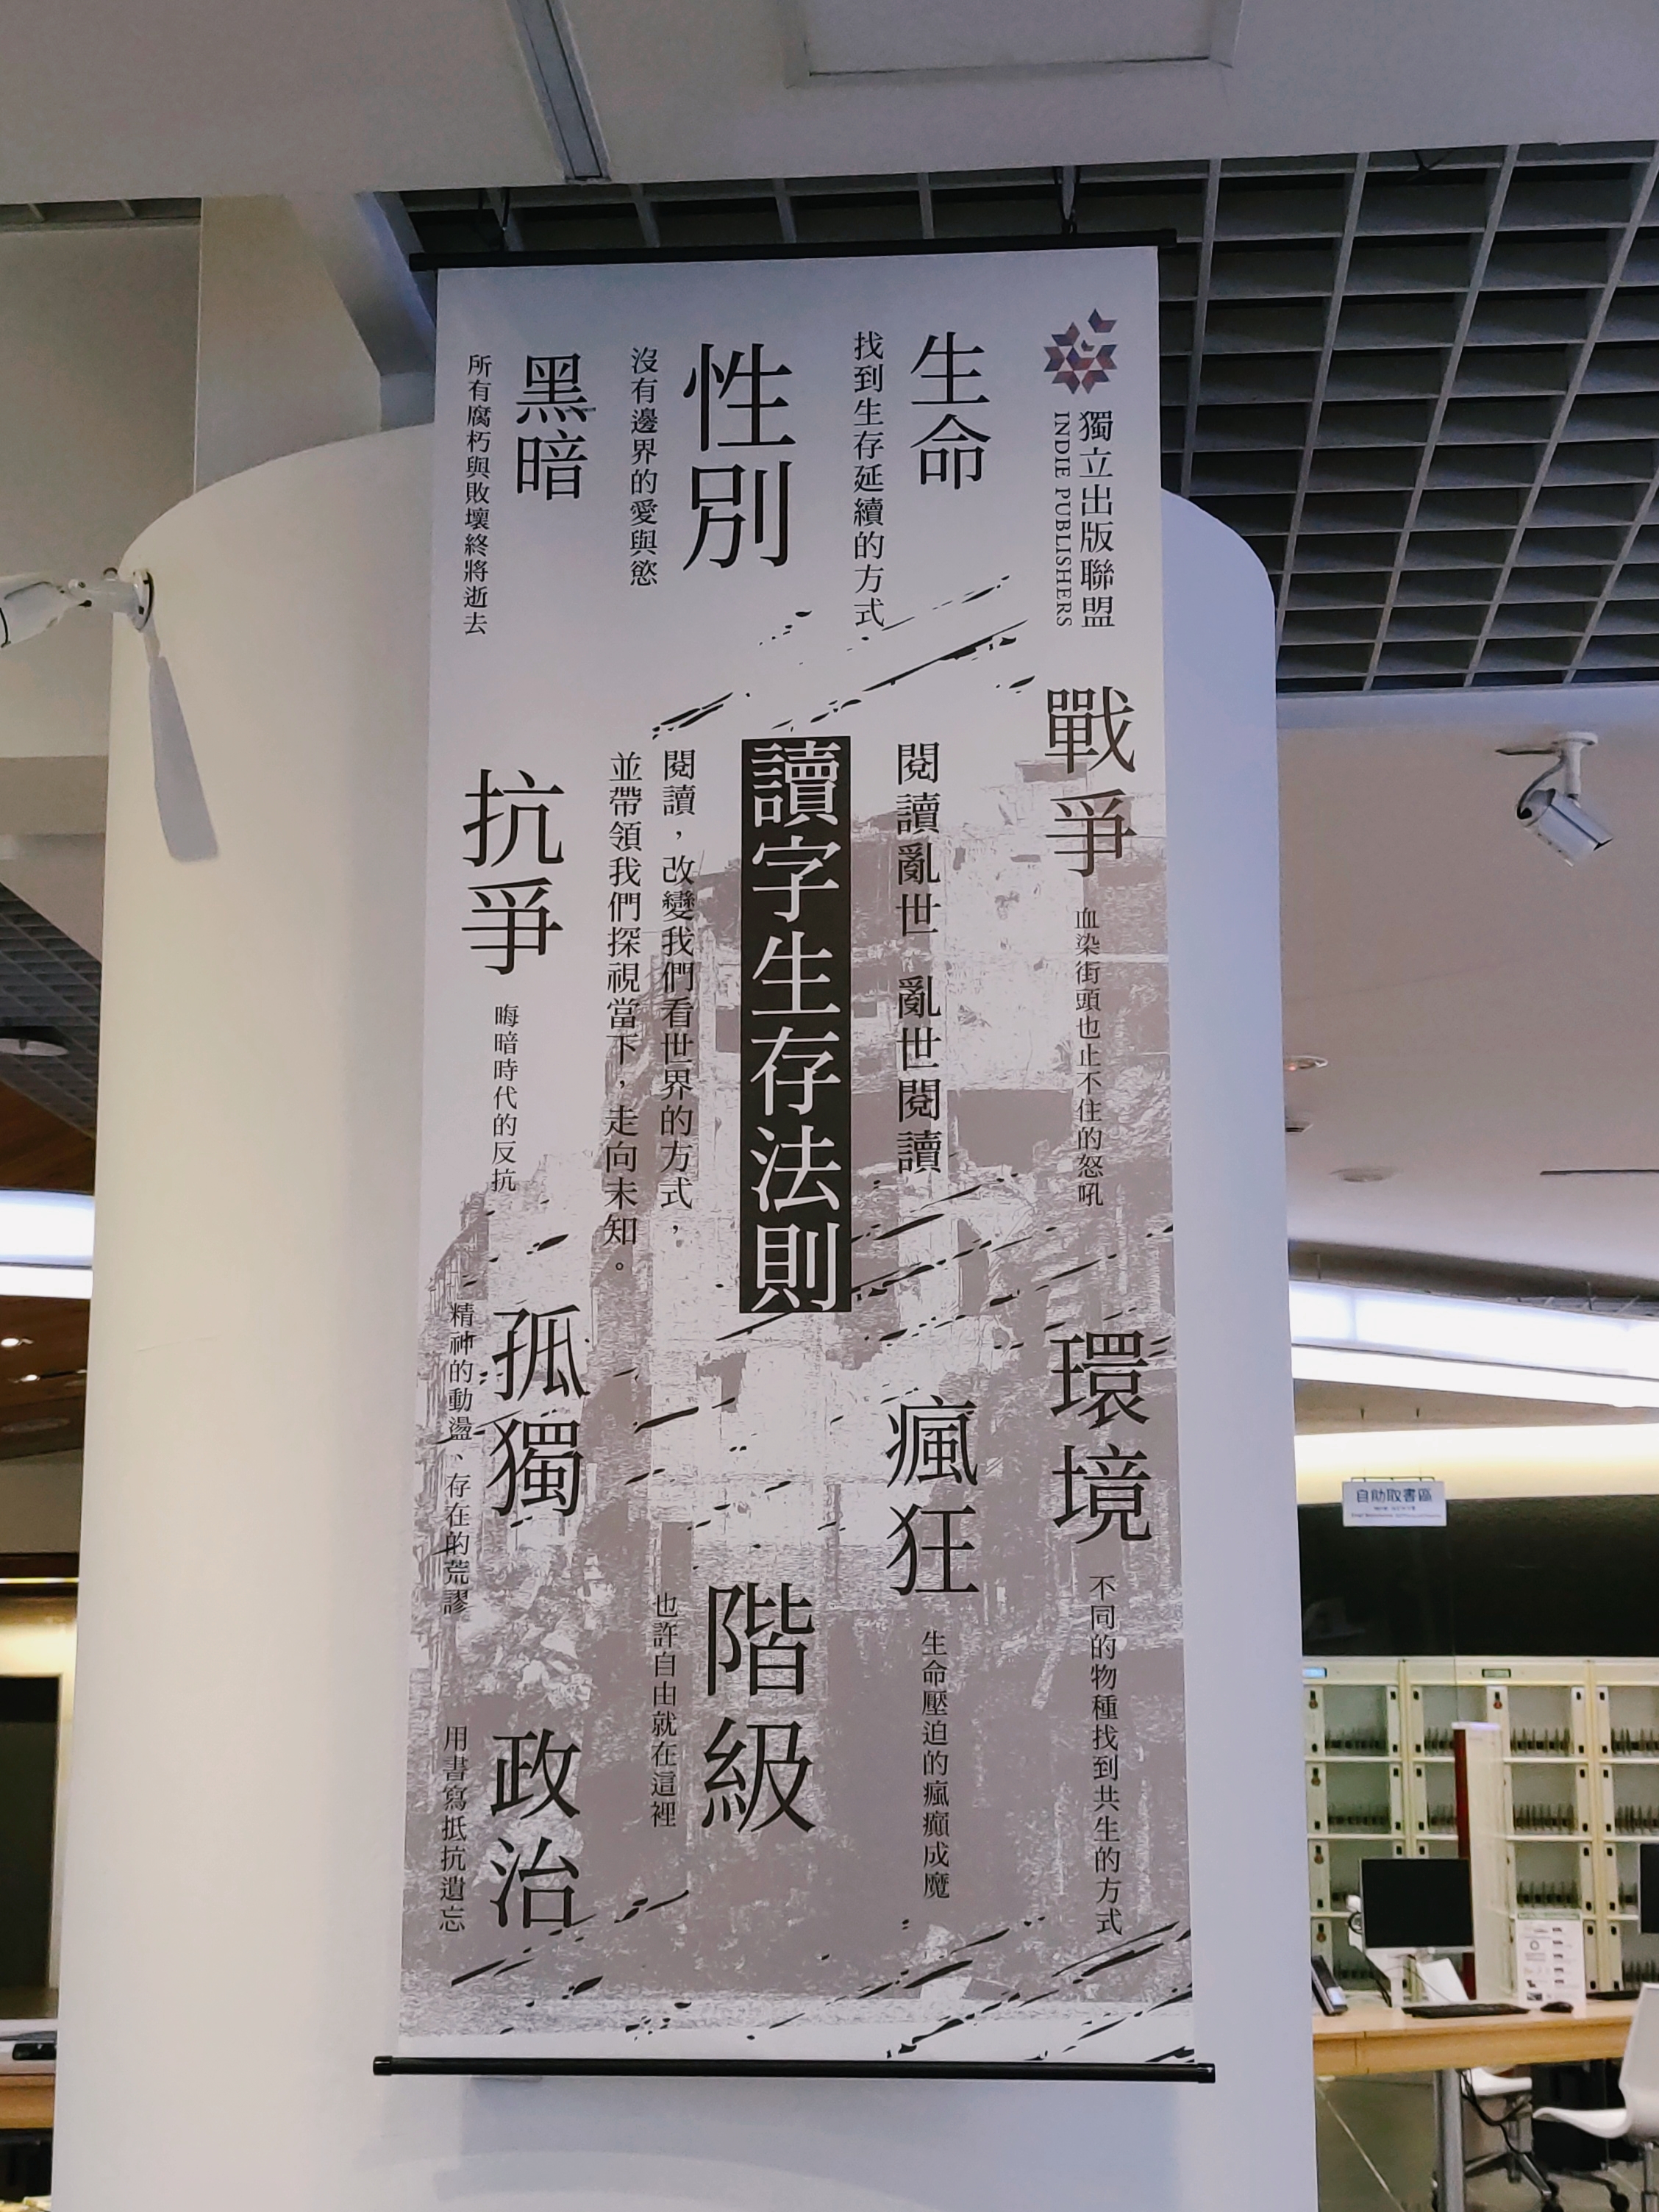 獨立出版聯盟
INDIE PUBLISHERS
生命
找到生存延續的方式
性別
沒有邊界的愛與慾
黑暗
所有腐朽與敗壞終將逝去
戰爭
血染街頭也止不住的怒吼
閱讀亂世 亂世閱讀
讀字生存法則
閱讀，改變我們看世界的方式，
並帶領我們探視當下，走向未知。
抗爭
晦暗時代的反抗
環境
不同的物種找到共生的方式
瘋狂
生命壓迫的瘋癲成魔
階級
也許自由就在這裡
孤獨
精神的動盪、存在的荒謬
政治
用書寫抵抗遺忘
自助取書區